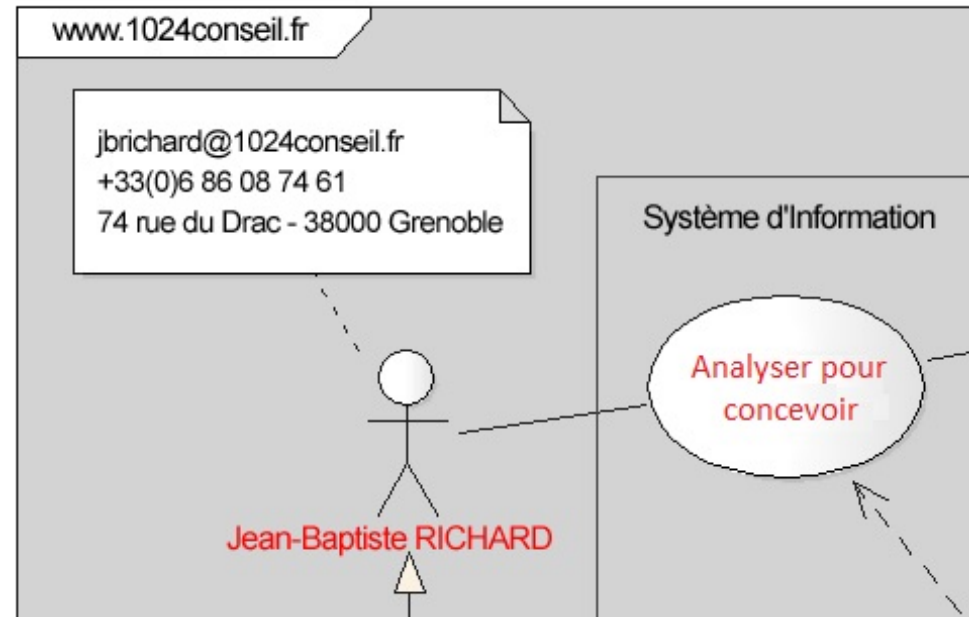 www.1024conseil.fr
jbrichard@1024conseil.fr
+33(0)6 86 08 74 61
74 rue du Drac - 38000 Grenoble
Système d'Information
Analyser pour
concevoir
Jean-Baptiste RICHARD